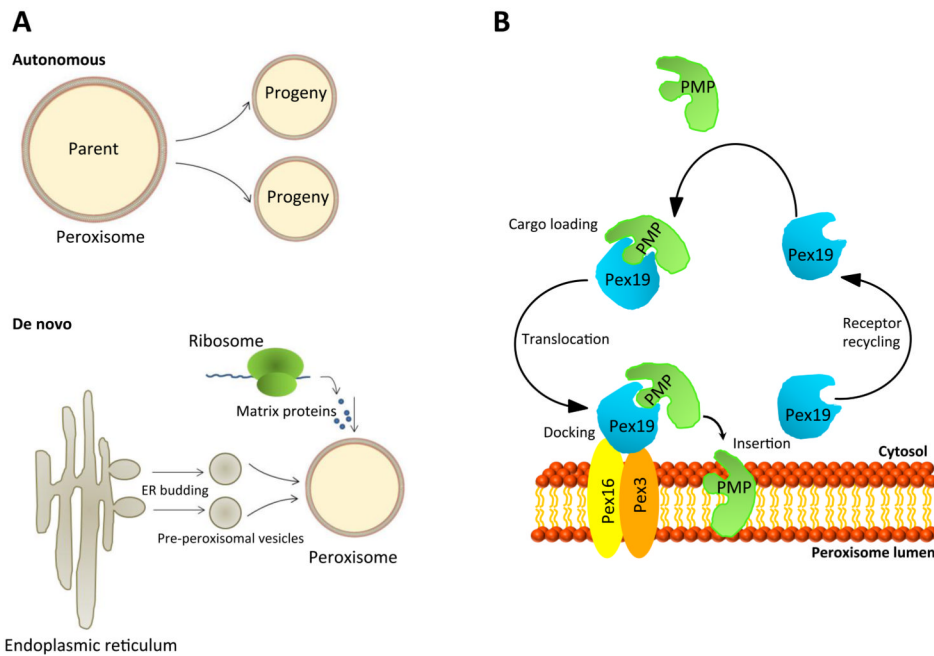 A
Autonomous
Parent
Peroxisome
Progeny
Progeny
De novo
Ribosome
Matrix proteins
ER budding
Pre-peroxisomal vesicles
Peroxisome
Endoplasmic reticulum
B
PMP
Cargo loading
PMP
Pex19
Pex19
Translocation
Receptor
recycling
PMP
Pex19
Docking
Pex19
Insertion
Cytosol
Pex16
Pex3
PMP
Peroxisome lumen